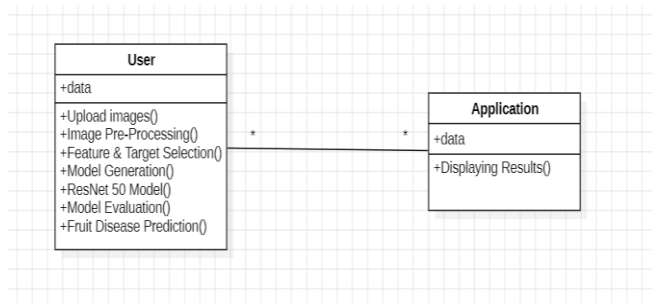 User
+data
+Upload images()
+Image Pre-Processing()
+Feature & Target Selection()
+Model Generation()
+ResNet 50 Model()
+Model Evaluation()
+Fruit Disease Prediction()
*
*
Application
+data
+Displaying Results()